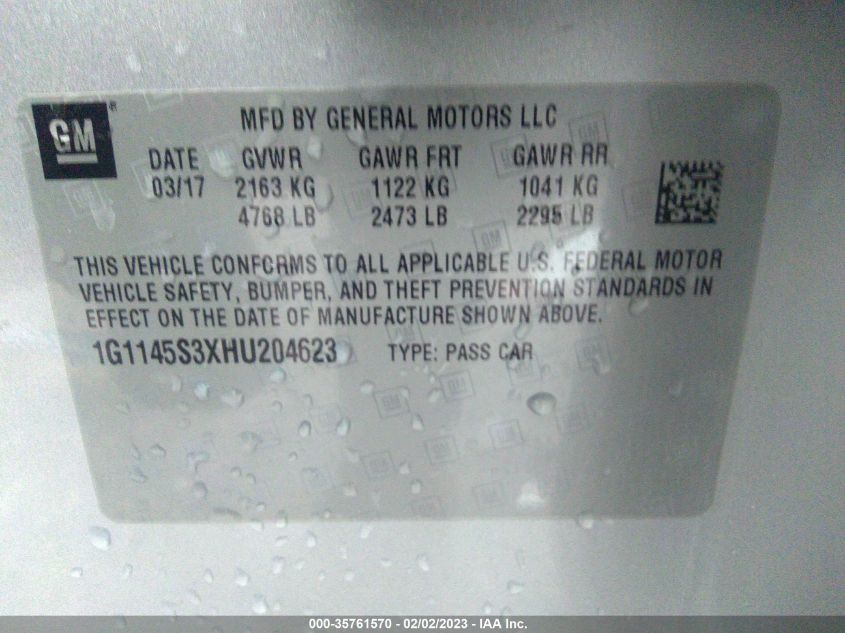 GM ®
MFD BY GENERAL MOTORS LLC
DATE GVWR GAWR FRT GAWR RR
03/17 2163 KG 1122 KG 1041 KG
4768 LB 2473 LB 2295 LB
THIS VEHICLE CONFORMS TO ALL APPLICABLE U.S. FEDERAL MOTOR
VEHICLE SAFETY, BUMPER, AND THEFT PREVENTION STANDARDS IN
EFFECT ON THE DATE OF MANUFACTURE SHOWN ABOVE.
1G1145S3XHU204623 TYPE: PASS CAR
000-35761570 - 02/02/2023 - IAA Inc.